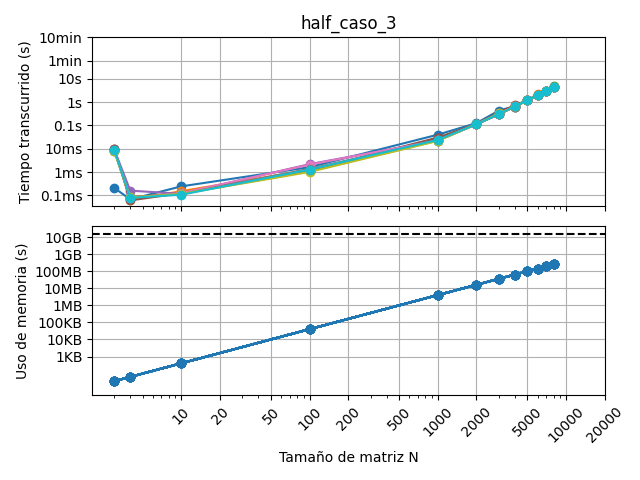 half_caso_3
Tiempo transcurrido (s)
10min
1min
10s
1s
0.1s
10ms
1ms
0.1ms
Uso de memoria (s)
10GB
1GB
100MB
10MB
1MB
100KB
10KB
1KB
10
20
50
100
200
500
1000
2000
5000
10000
20000
Tamaño de matriz N